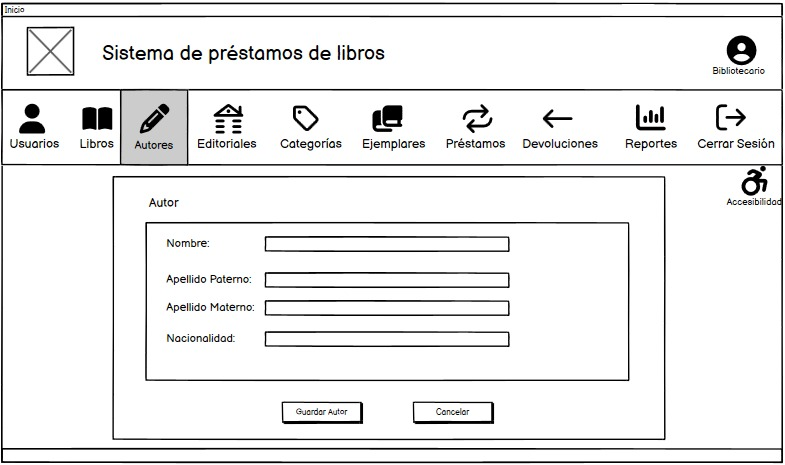 Inicio
Sistema de préstamos de libros
Bibliotecario
Usuarios
Libros
Autores
Editoriales
Categorías
Ejemplares
Préstamos
Devoluciones
Reportes
Cerrar Sesión
Accesibilidad
Autor
Nombre:
Apellido Paterno:
Apellido Materno:
Nacionalidad:
Guardar Autor
Cancelar